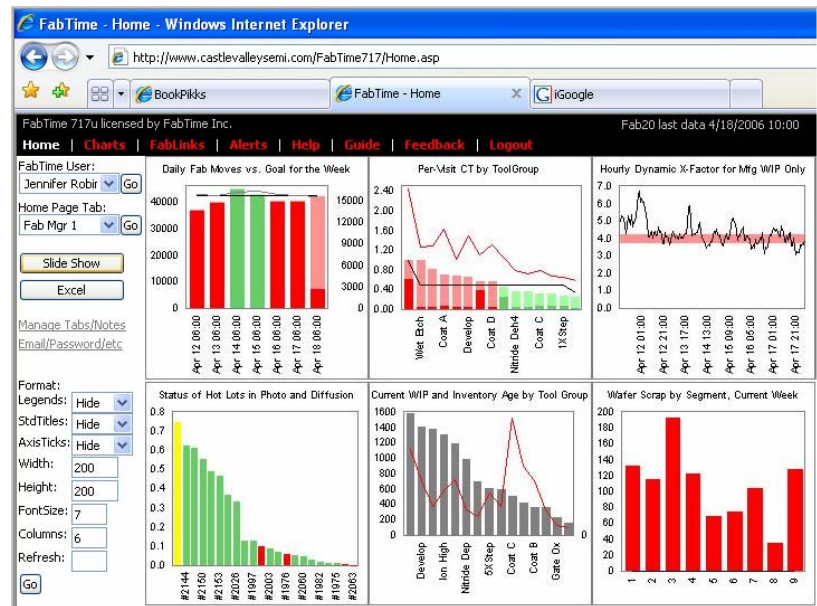 FabTime - Home - Windows Internet Explorer
http://www.castlevalleysemi.com/FabTime717/Home.asp
BookPikks
FabTime - Home X
iGoogle
FabTime 717u licensed by FabTime Inc.
Fab20 last data 4/18/2006 10:00
Home | Charts | FabLinks | Alerts | Help | Guide | Feedback | Logout
FabTime User:
Jennifer Robir Go
Home Page Tab:
Fab Mgr 1 Go
Slide Show
Excel
Manage Tabs/Notes
Email/Password/etc
Format:
Legends: Hide
StdTitles: Hide
AxisTicks: Hide
Width: 200
Height: 200
FontSize: 7
Columns: 6
Refresh:
Go
Daily Fab Moves vs. Goal for the Week
40000
30000
20000
10000
0
15000
12000
9000
6000
3000
0
Apr 12 06:00
Apr 13 06:00
Apr 14 06:00
Apr 15 06:00
Apr 16 06:00
Apr 17 06:00
Apr 18 06:00
Per-Visit CT by ToolGroup
2.40
2.00
1.60
1.20
0.80
0.40
0.00
Wet Etch
Coat A
Develop
Coat D
Nitride Deh4
Coat C
1X Step
Hourly Dynamic X-Factor for Mfg WIP Only
7.0
6.0
5.0
4.0
3.0
2.0
1.0
0.0
Apr 12 01:00
Apr 12 21:00
Apr 13 17:00
Apr 14 13:00
Apr 15 09:00
Apr 16 05:00
Apr 17 01:00
Apr 17 21:00
Status of Hot Lots in Photo and Diffusion
0.8
0.7
0.6
0.5
0.4
0.3
0.2
0.1
0.0
#2144
#2150
#2153
#2026
#1997
#2003
#1976
#2060
#1982
#1975
#2063
Current WIP and Inventory Age by Tool Group
1600
1400
1200
1000
800
600
400
200
0
0
Develop
Ion High
Nitride Dep
5X Step
Coat C
Coat B
Gate Ox
Wafer Scrap by Segment, Current Week
200
180
160
140
120
100
80
60
40
20
0
1
2
3
4
5
6
7
8
9